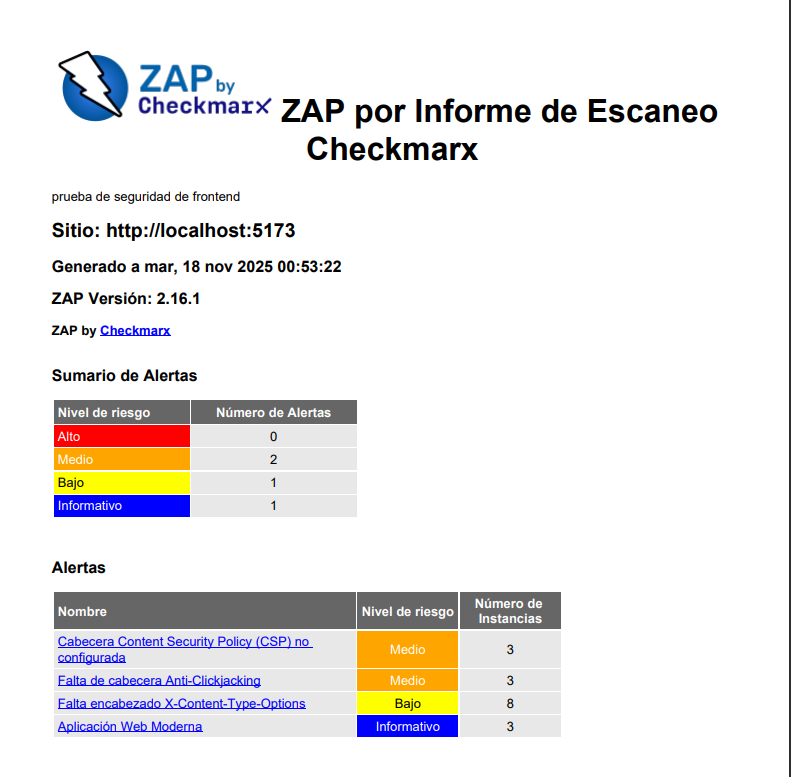 ZAP by
Checkmarx
ZAP por Informe de Escaneo
Checkmarx
prueba de seguridad de frontend
Sitio: http://localhost:5173
Generado a mar, 18 nov 2025 00:53:22
ZAP Versión: 2.16.1
ZAP by Checkmarx
Sumario de Alertas
Nivel de riesgo Número de Alertas
Alto 0
Medio 2
Bajo 1
Informativo 1
Alertas
Nombre Nivel de riesgo Número de Instancias
Cabecera Content Security Policy (CSP) no configurada Medio 3
Falta de cabecera Anti-Clickjacking Medio 3
Falta encabezado X-Content-Type-Options Bajo 8
Aplicación Web Moderna Informativo 3